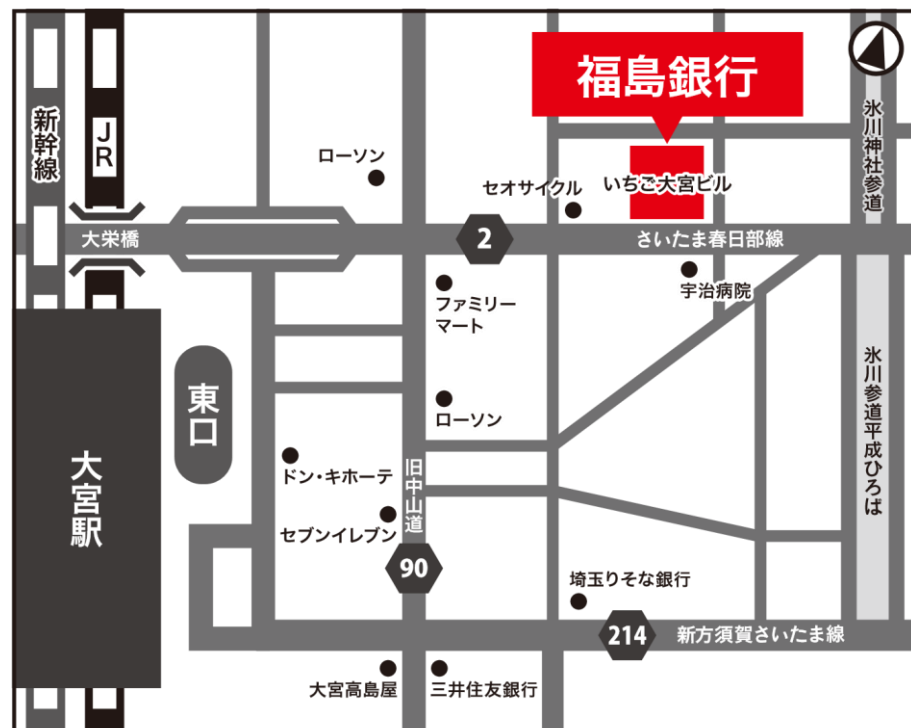 福島銀行
いちご大宮ビル
新幹線
JR
ローソン
セオサイクル
氷川神社参道
大栄橋
2
さいたま春日部線
ファミリー
マート
宇治病院
東口
ローソン
氷川参道平成ひろば
大宮駅
ドン・キホーテ
旧中山道
セブンイレブン
90
埼玉りそな銀行
214
新方須賀さいたま線
大宮高島屋
三井住友銀行